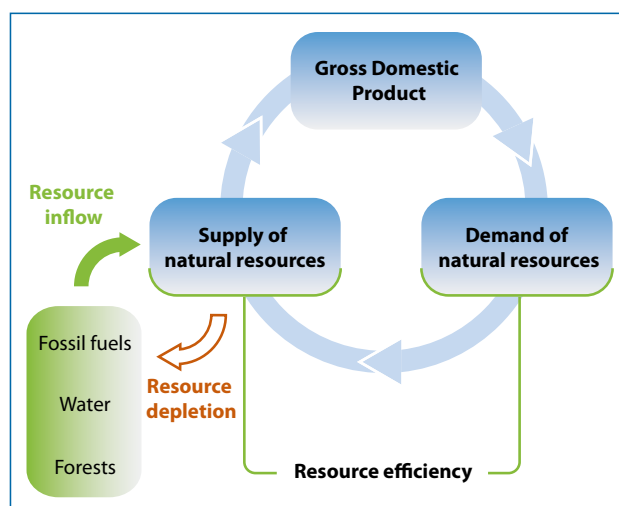 Gross Domestic
Product
Resource
inflow
Supply of
natural resources
Demand of
natural resources
Fossil fuels
Water
Forests
Resource
depletion
Resource efficiency